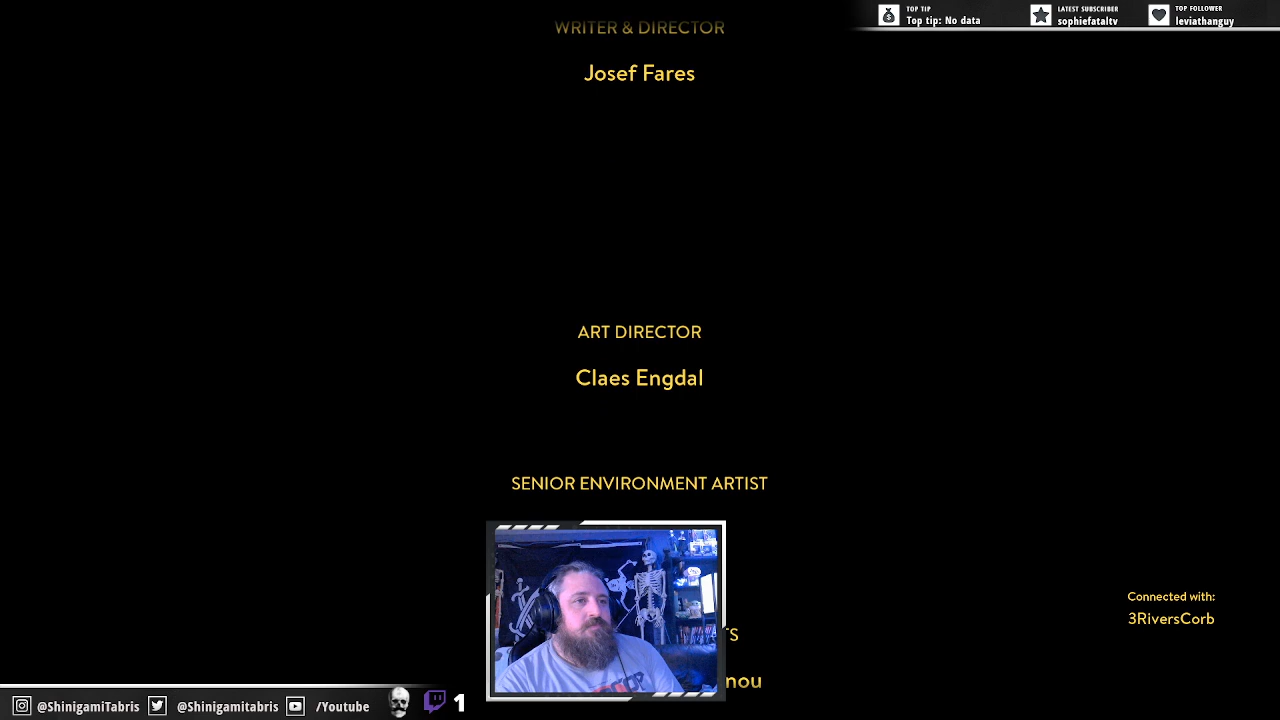 WRITER & DIRECTOR
Josef Fares
TOP TIP
Top tip: No data
LATEST SUBSCRIBER
sophiefataltv
TOP FOLLOWER
leviathanguy
ART DIRECTOR
Claes Engdal
SENIOR ENVIRONMENT ARTIST
Connected with:
3RiversCorb
@ShinigamiTabris
@Shinigamitabris
/Youtube
1